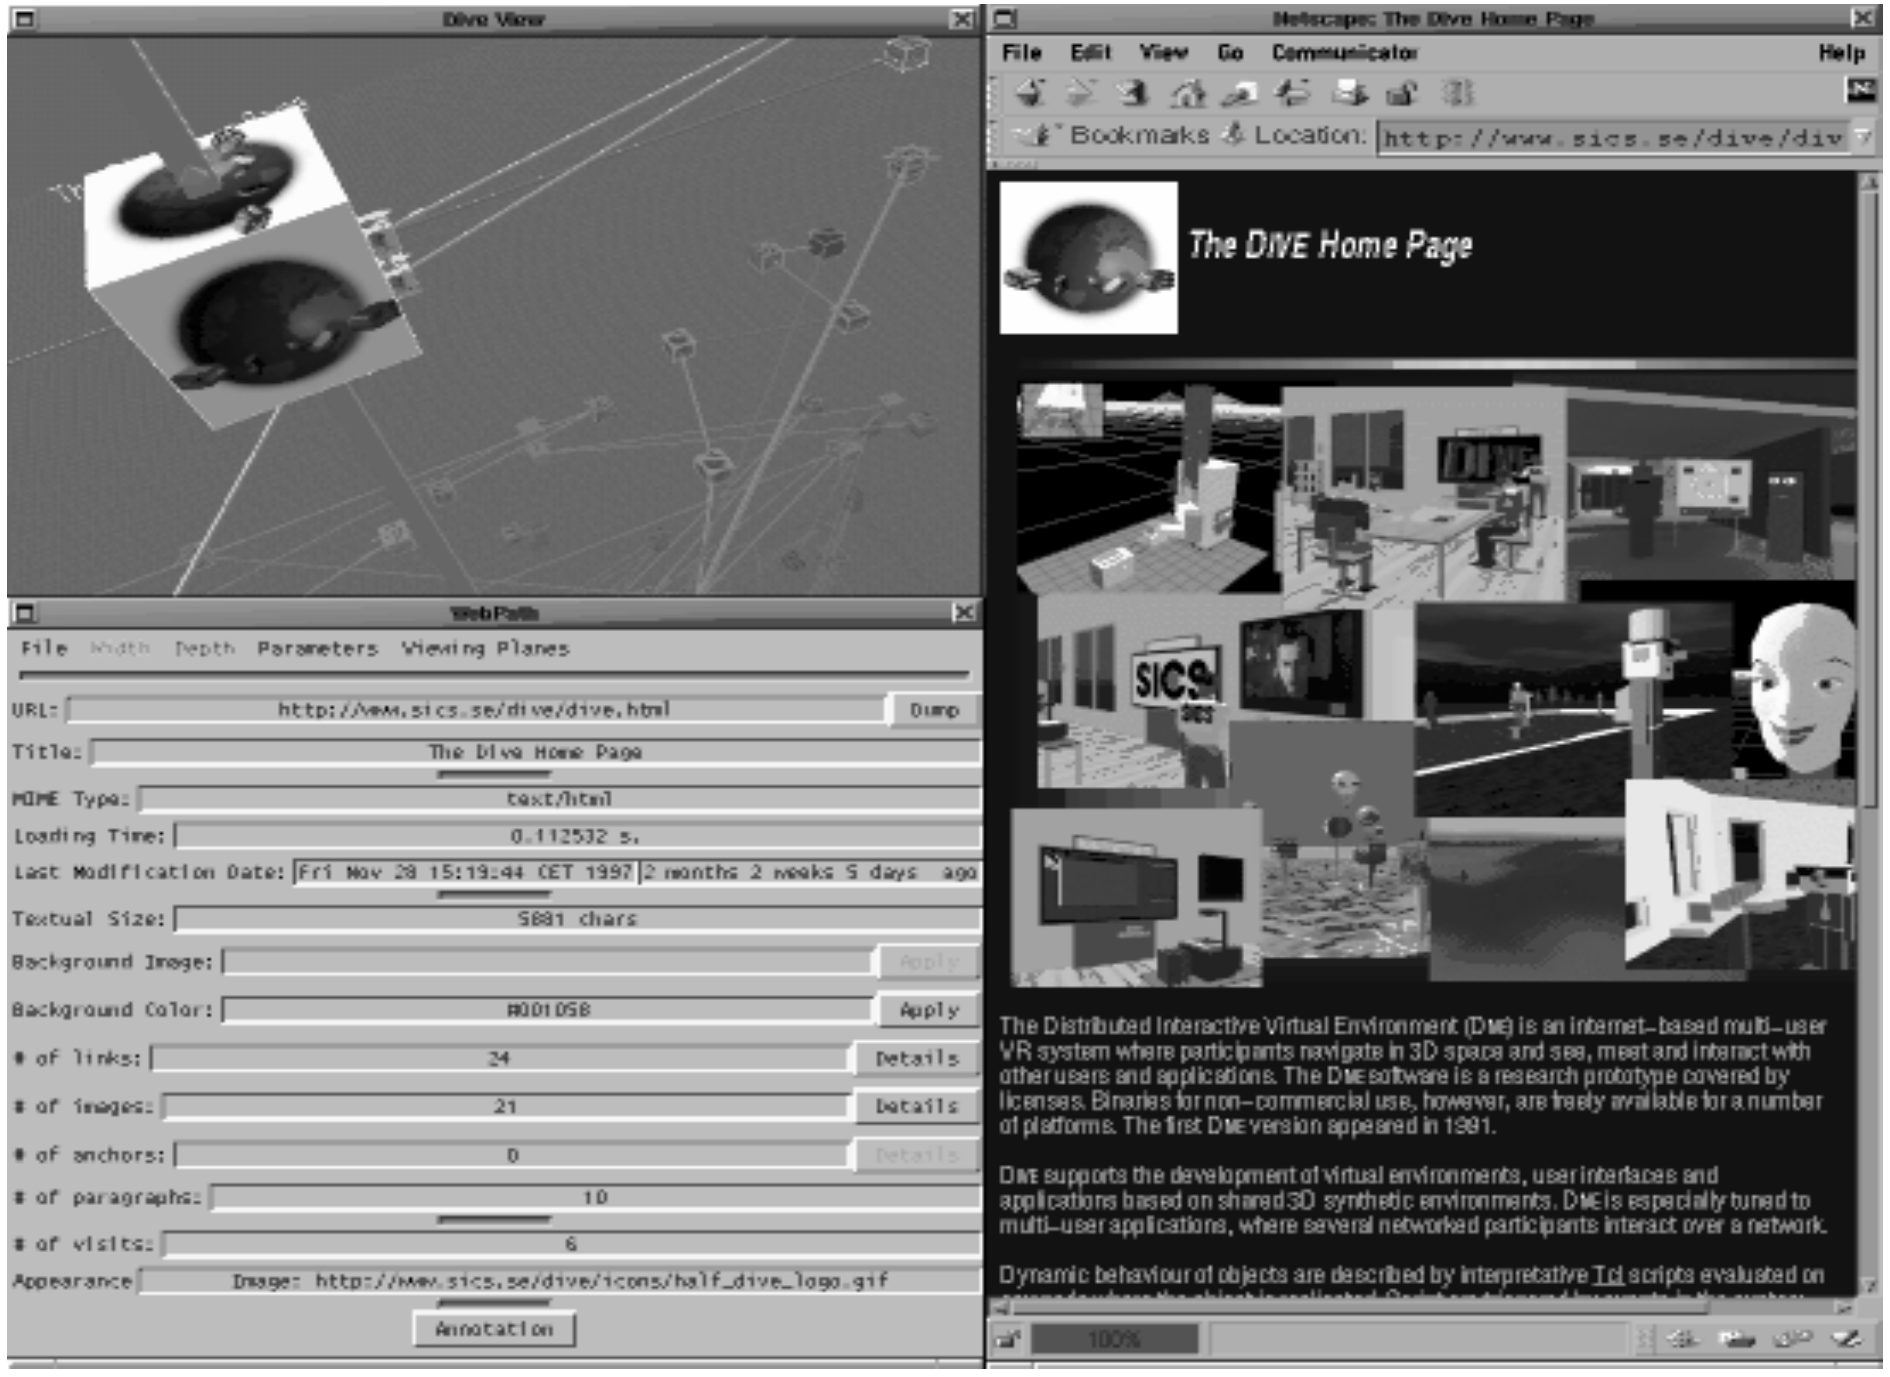 Dive View
WebPath
File Width Depth Parameters Viewing Planes
URL: http://www.sics.se/dive/dive.html Dump
Title: The Dive Home Page
MIME Type: text/html
Loading Time: 0.112532 s.
Last Modification Date: Fri Nov 28 15:19:44 CET 1997 2 months 2 weeks 5 days ago
Textual Size: 5881 chars
Background Image: Apply
Background Color: #001058 Apply
# of links: 24 Details
# of images: 21 Details
# of anchors: 0 Details
# of paragraphs: 10
# of visits: 6
Appearance Image: http://www.sics.se/dive/icons/half_dive_logo.gif
Annotation
Netscape: The Dive Home Page
File Edit View Go Communicator Help
Bookmarks Location: http://www.sics.se/dive/div
The DIVE Home Page
DIVE
SICS
SICS
The Distributed Interactive Virtual Environment (DIVE) is an internet-based multi-user
VR system where participants navigate in 3D space and see, meet and interact with
other users and applications. The DIVE software is a research prototype covered by
licenses. Binaries for non-commercial use, however, are freely available for a number
of platforms. The first DIVE version appeared in 1991.
DIVE supports the development of virtual environments, user interfaces and
applications based on shared 3D synthetic environments. DIVE is especially tuned to
multi-user applications, where several networked participants interact over a network.
Dynamic behaviour of objects are described by interpretative Tcl scripts evaluated on
100%